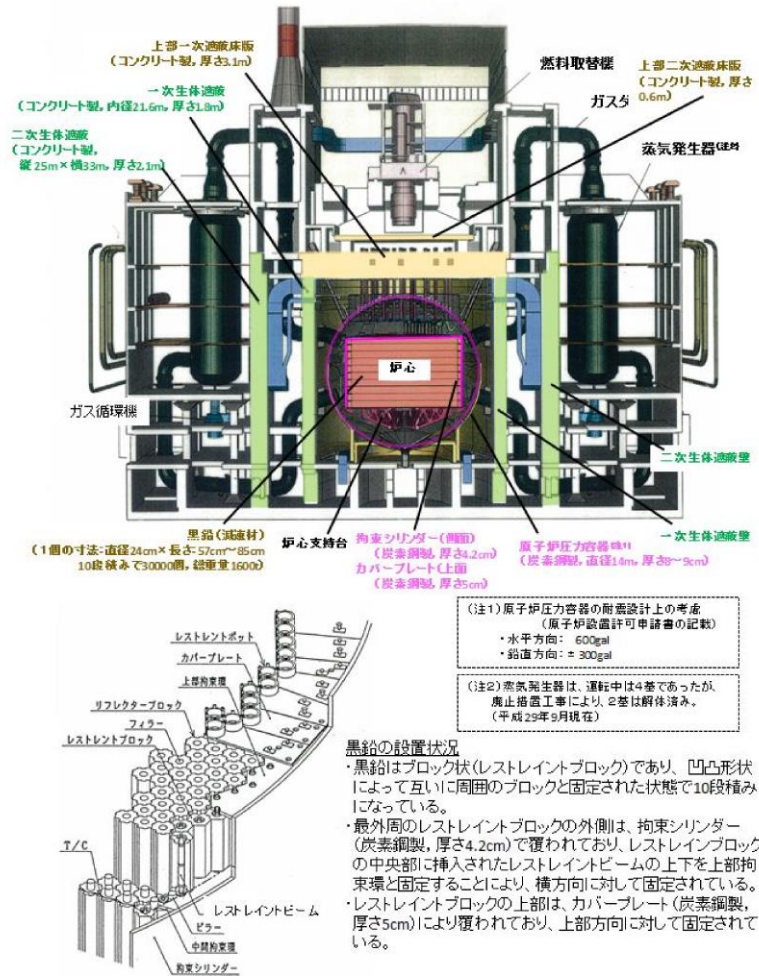 上部一次遮蔽床版
(コンクリート製, 厚さ3.1m)
燃料取替機
上部二次遮蔽床版
(コンクリート製, 厚さ
0.6m)
一次生体遮蔽
(コンクリート製, 内径21.6m, 厚さ1.8m)
ガスダ
二次生体遮蔽
(コンクリート製,
縦25m×横33m, 厚さ2.1m)
蒸気発生器
炉心
ガス循環機
二次生体遮蔽壁
黒鉛(減速材)
(1個の寸法:直径24cm×長さ:57cm~85cm
10段積みで30000個, 総重量1600t)
炉心支持台
拘束シリンダー(側面)
(炭素鋼製, 厚さ4.2cm)
カバープレート(上面
(炭素鋼製, 厚さ5cm)
一次生体遮蔽壁
原子炉圧力容器
(炭素鋼製, 直径14m, 厚さ8~9cm)
(注1)原子炉圧力容器の耐震設計上の考慮
(原子炉設置許可申請書の記載)
・水平方向: 600gal
・鉛直方向:± 300gal
(注2)蒸気発生器は、運転中は4基であったが、
廃止措置工事により、2基は解体済み。
(平成29年9月現在)
レストレントポット
カバープレート
上部拘束環
リフレクターブロック
フィラー
レストレントブロック
T/C
レストレイントビーム
ピラー
中間拘束環
拘束シリンダー
黒鉛の設置状況
・黒鉛はブロック状(レストレイントブロック)であり、凹凸形状
によって互いに周囲のブロックと固定された状態で10段積み
になっている。
・最外周のレストレイントブロックの外側は、拘束シリンダー
(炭素鋼製,厚さ4.2cm)で覆われており、レストレインブロック
の中央部に挿入されたレストレイントビームの上下を上部拘
束環と固定することにより、横方向に対して固定されている。
・レストレイントブロックの上部は、カバープレート(炭素鋼製,
厚さ5cm)により覆われており、上部方向に対して固定されて
いる。